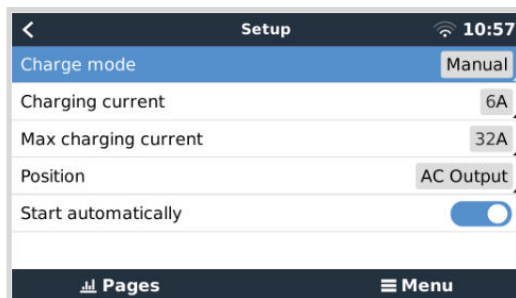 Setup 10:57
Charge mode Manual
Charging current 6A
Max charging current 32A
Position AC Output
Start automatically
Pages Menu